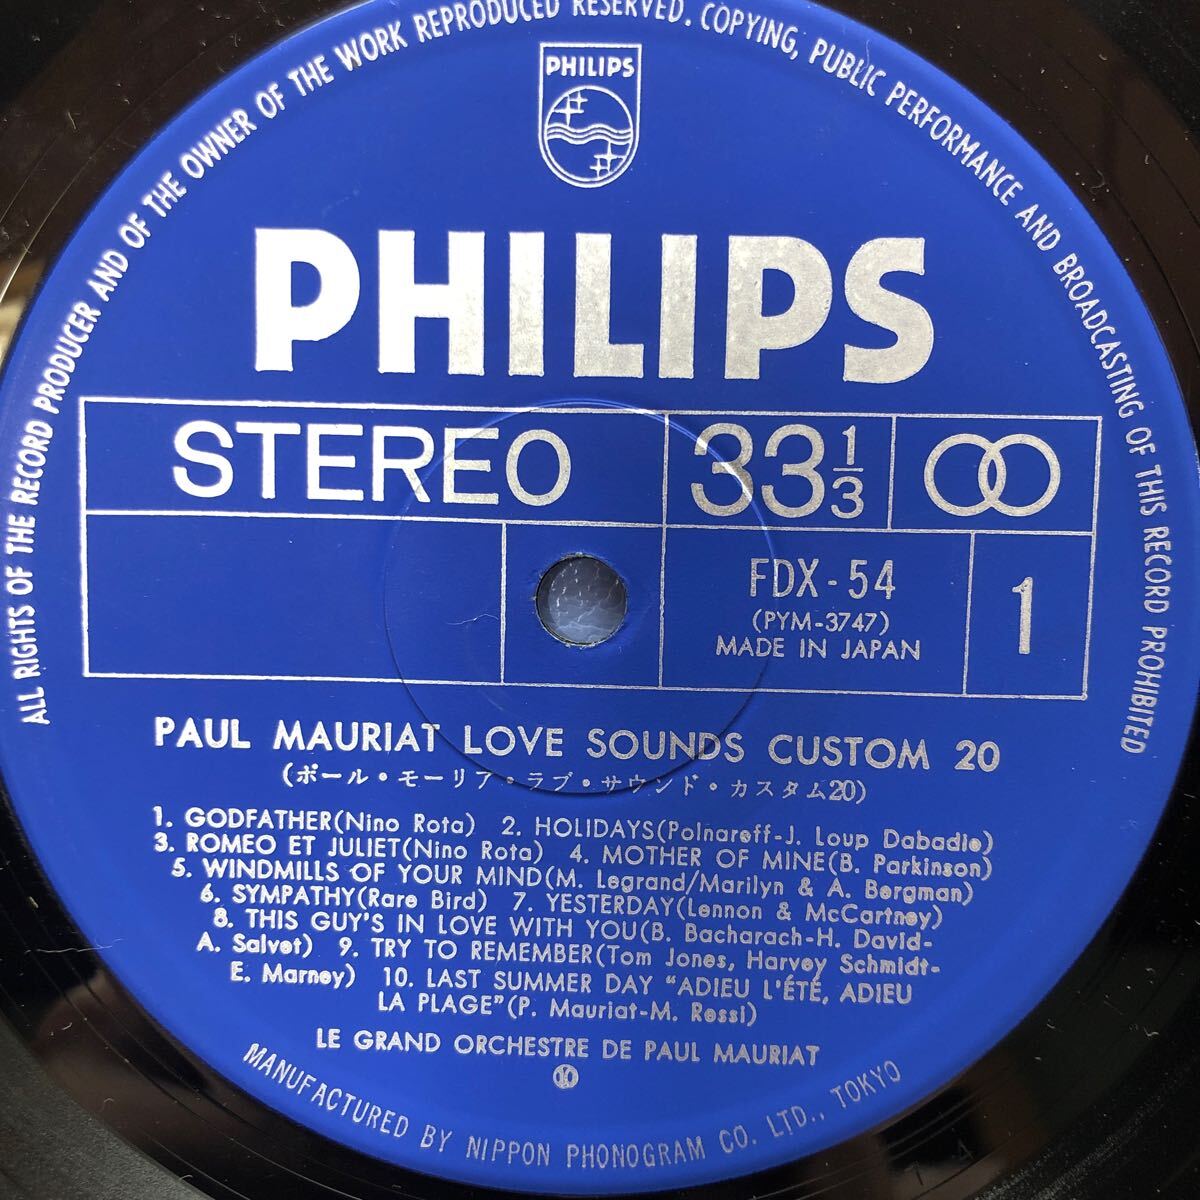 ALL RIGHTS OF THE RECORD PRODUCER AND OF THE OWNER OF THE WORK REPRODUCED RESERVED. COPYING, PUBLIC PERFORMANCE AND BROADCASTING OF THIS RECORD PROHIBITED
PHILIPS
PHILIPS
STEREO 33 1/3
FDX-54
(PYM-3747)
MADE IN JAPAN
1
PAUL MAURIAT LOVE SOUNDS CUSTOM 20
(ポール・モーリア・ラブ・サウンド・カスタム20)
1. GODFATHER(Nino Rota) 2. HOLIDAYS(Polnareff-J. Loup Dabadie)
3. ROMEO ET JULIET(Nino Rota) 4. MOTHER OF MINE(B. Parkinson)
5. WINDMILLS OF YOUR MIND(M. Legrand/Marilyn & A. Bergman)
6. SYMPATHY(Rare Bird) 7. YESTERDAY(Lennon & McCartney)
8. THIS GUY'S IN LOVE WITH YOU(B. Bacharach-H. David-
A. Salvet) 9. TRY TO REMEMBER(Tom Jones, Harvey Schmidt-
E. Marney) 10. LAST SUMMER DAY "ADIEU L'ÉTÉ, ADIEU
LA PLAGE"(P. Mauriat-M. Ressi)
LE GRAND ORCHESTRE DE PAUL MAURIAT
MANUFACTURED BY NIPPON PHONOGRAM CO. LTD., TOKYO